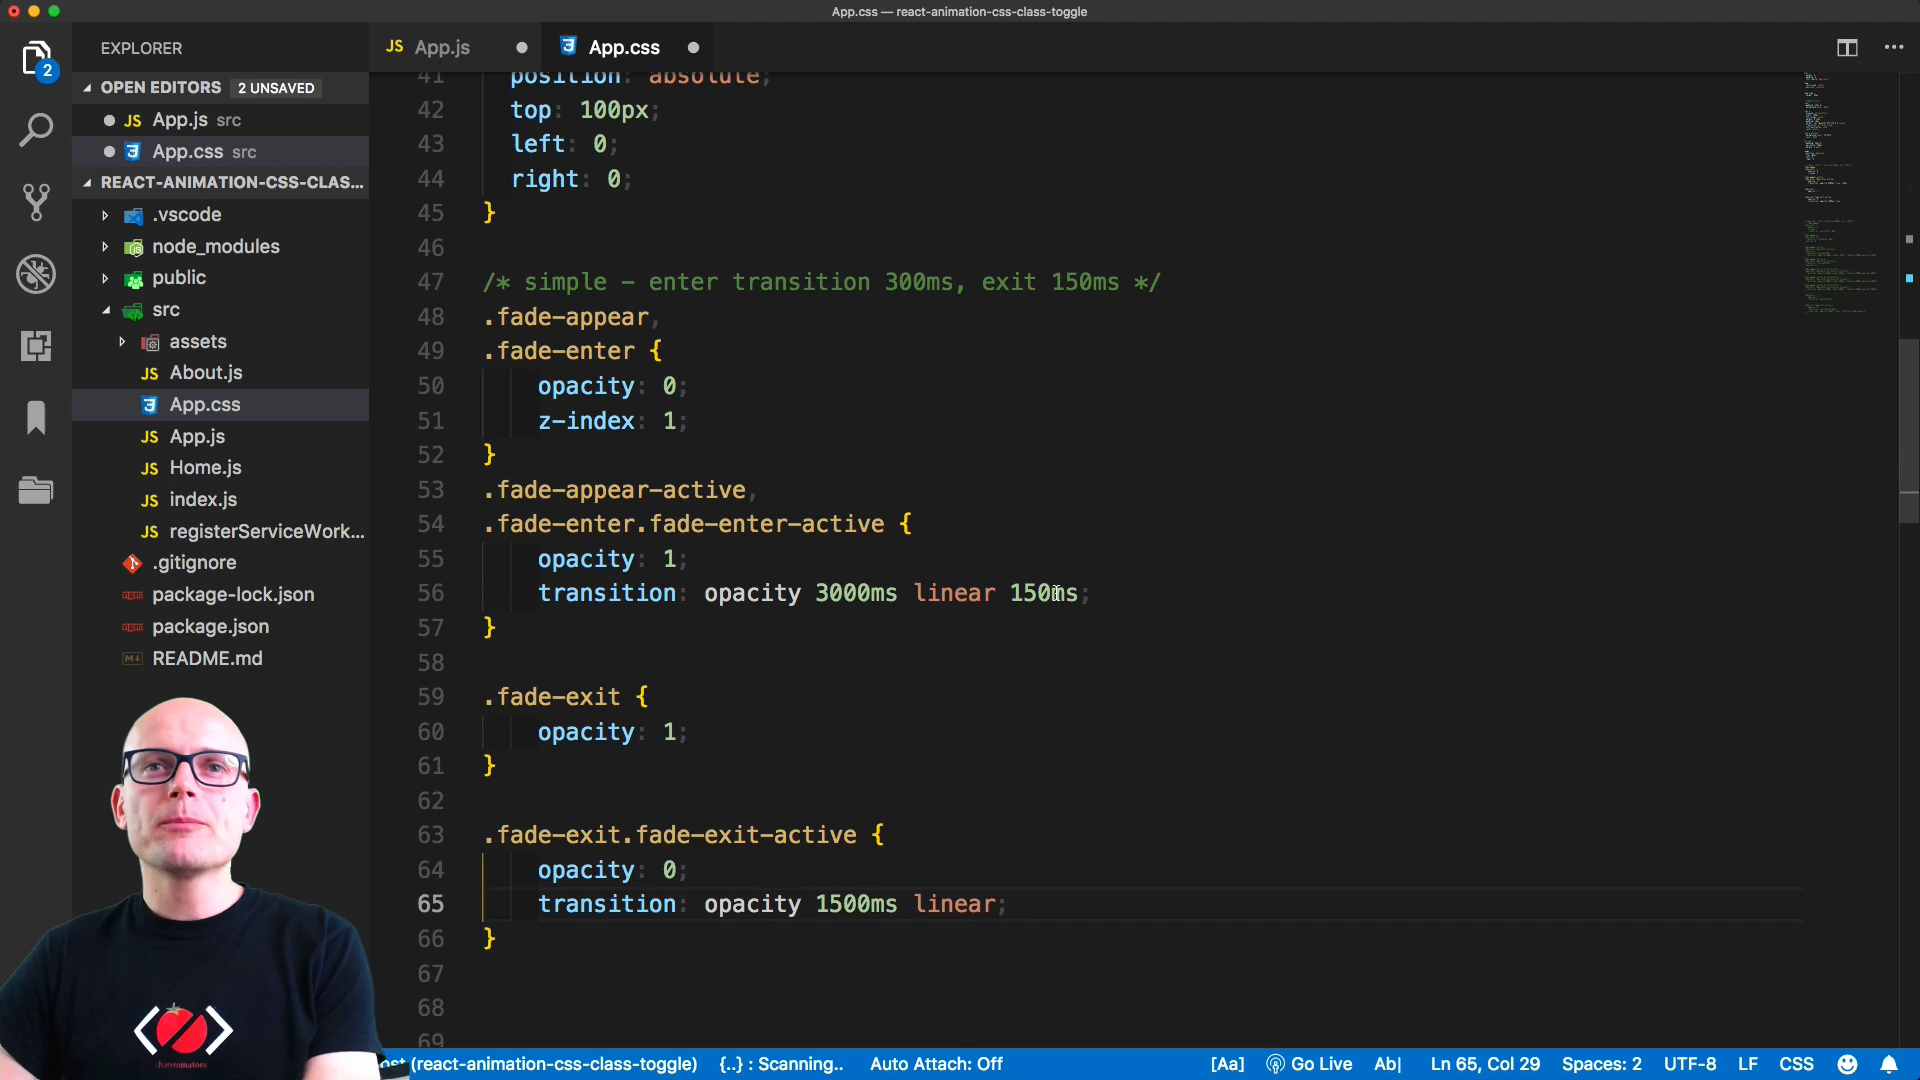 App.css — react-animation-css-class-toggle
EXPLORER
JS App.js
App.css
2
OPEN EDITORS 2 UNSAVED
JS App.js src
App.css src
REACT-ANIMATION-CSS-CLAS...
.vscode
node_modules
public
src
assets
JS About.js
App.css
JS App.js
JS Home.js
JS index.js
JS registerServiceWork...
.gitignore
package-lock.json
package.json
README.md
41 position: absolute;
42 top: 100px;
43 left: 0;
44 right: 0;
45 }
46
47 /* simple – enter transition 300ms, exit 150ms */
48 .fade-appear,
49 .fade-enter {
50 opacity: 0;
51 z-index: 1;
52 }
53 .fade-appear-active,
54 .fade-enter.fade-enter-active {
55 opacity: 1;
56 transition: opacity 3000ms linear 150ms;
57 }
58
59 .fade-exit {
60 opacity: 1;
61 }
62
63 .fade-exit.fade-exit-active {
64 opacity: 0;
65 transition: opacity 1500ms linear;
66 }
67
68
69
(react-animation-css-class-toggle) {..} : Scanning.. Auto Attach: Off [Aa] Go Live Ab| Ln 65, Col 29 Spaces: 2 UTF-8 LF CSS